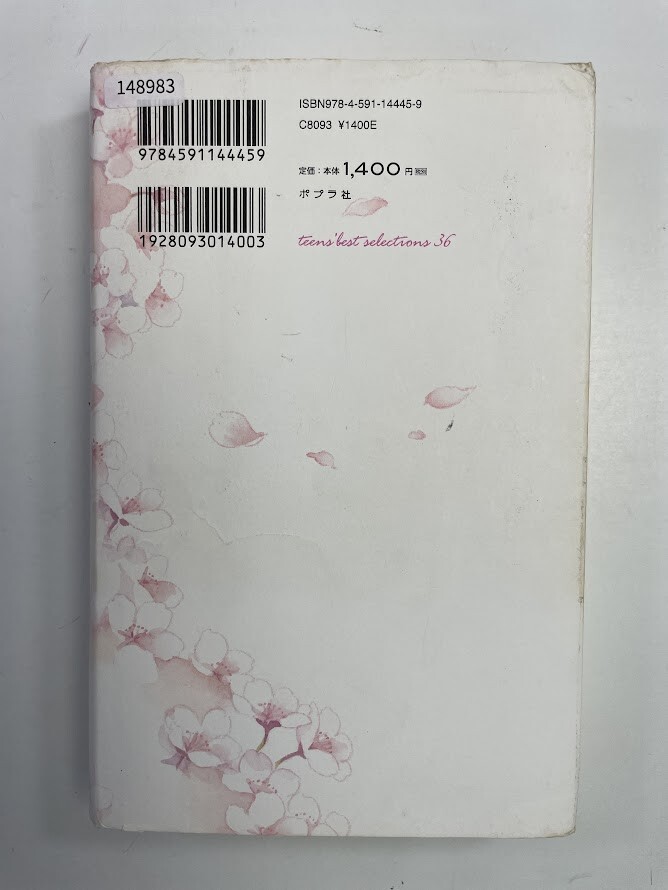 148983
ISBN978-4-591-14445-9
C8093 ¥1400E
9784591144459
定価：本体1,400円
ポプラ社
1928093014003
teens'best selections 36